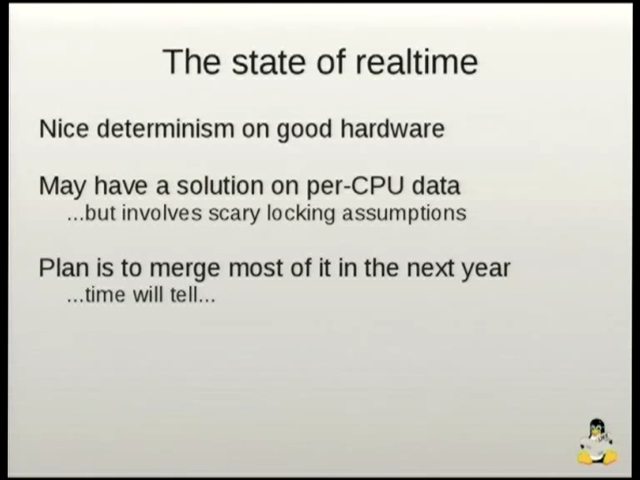 The state of realtime
Nice determinism on good hardware
May have a solution on per-CPU data
...but involves scary locking assumptions
Plan is to merge most of it in the next year
...time will tell...